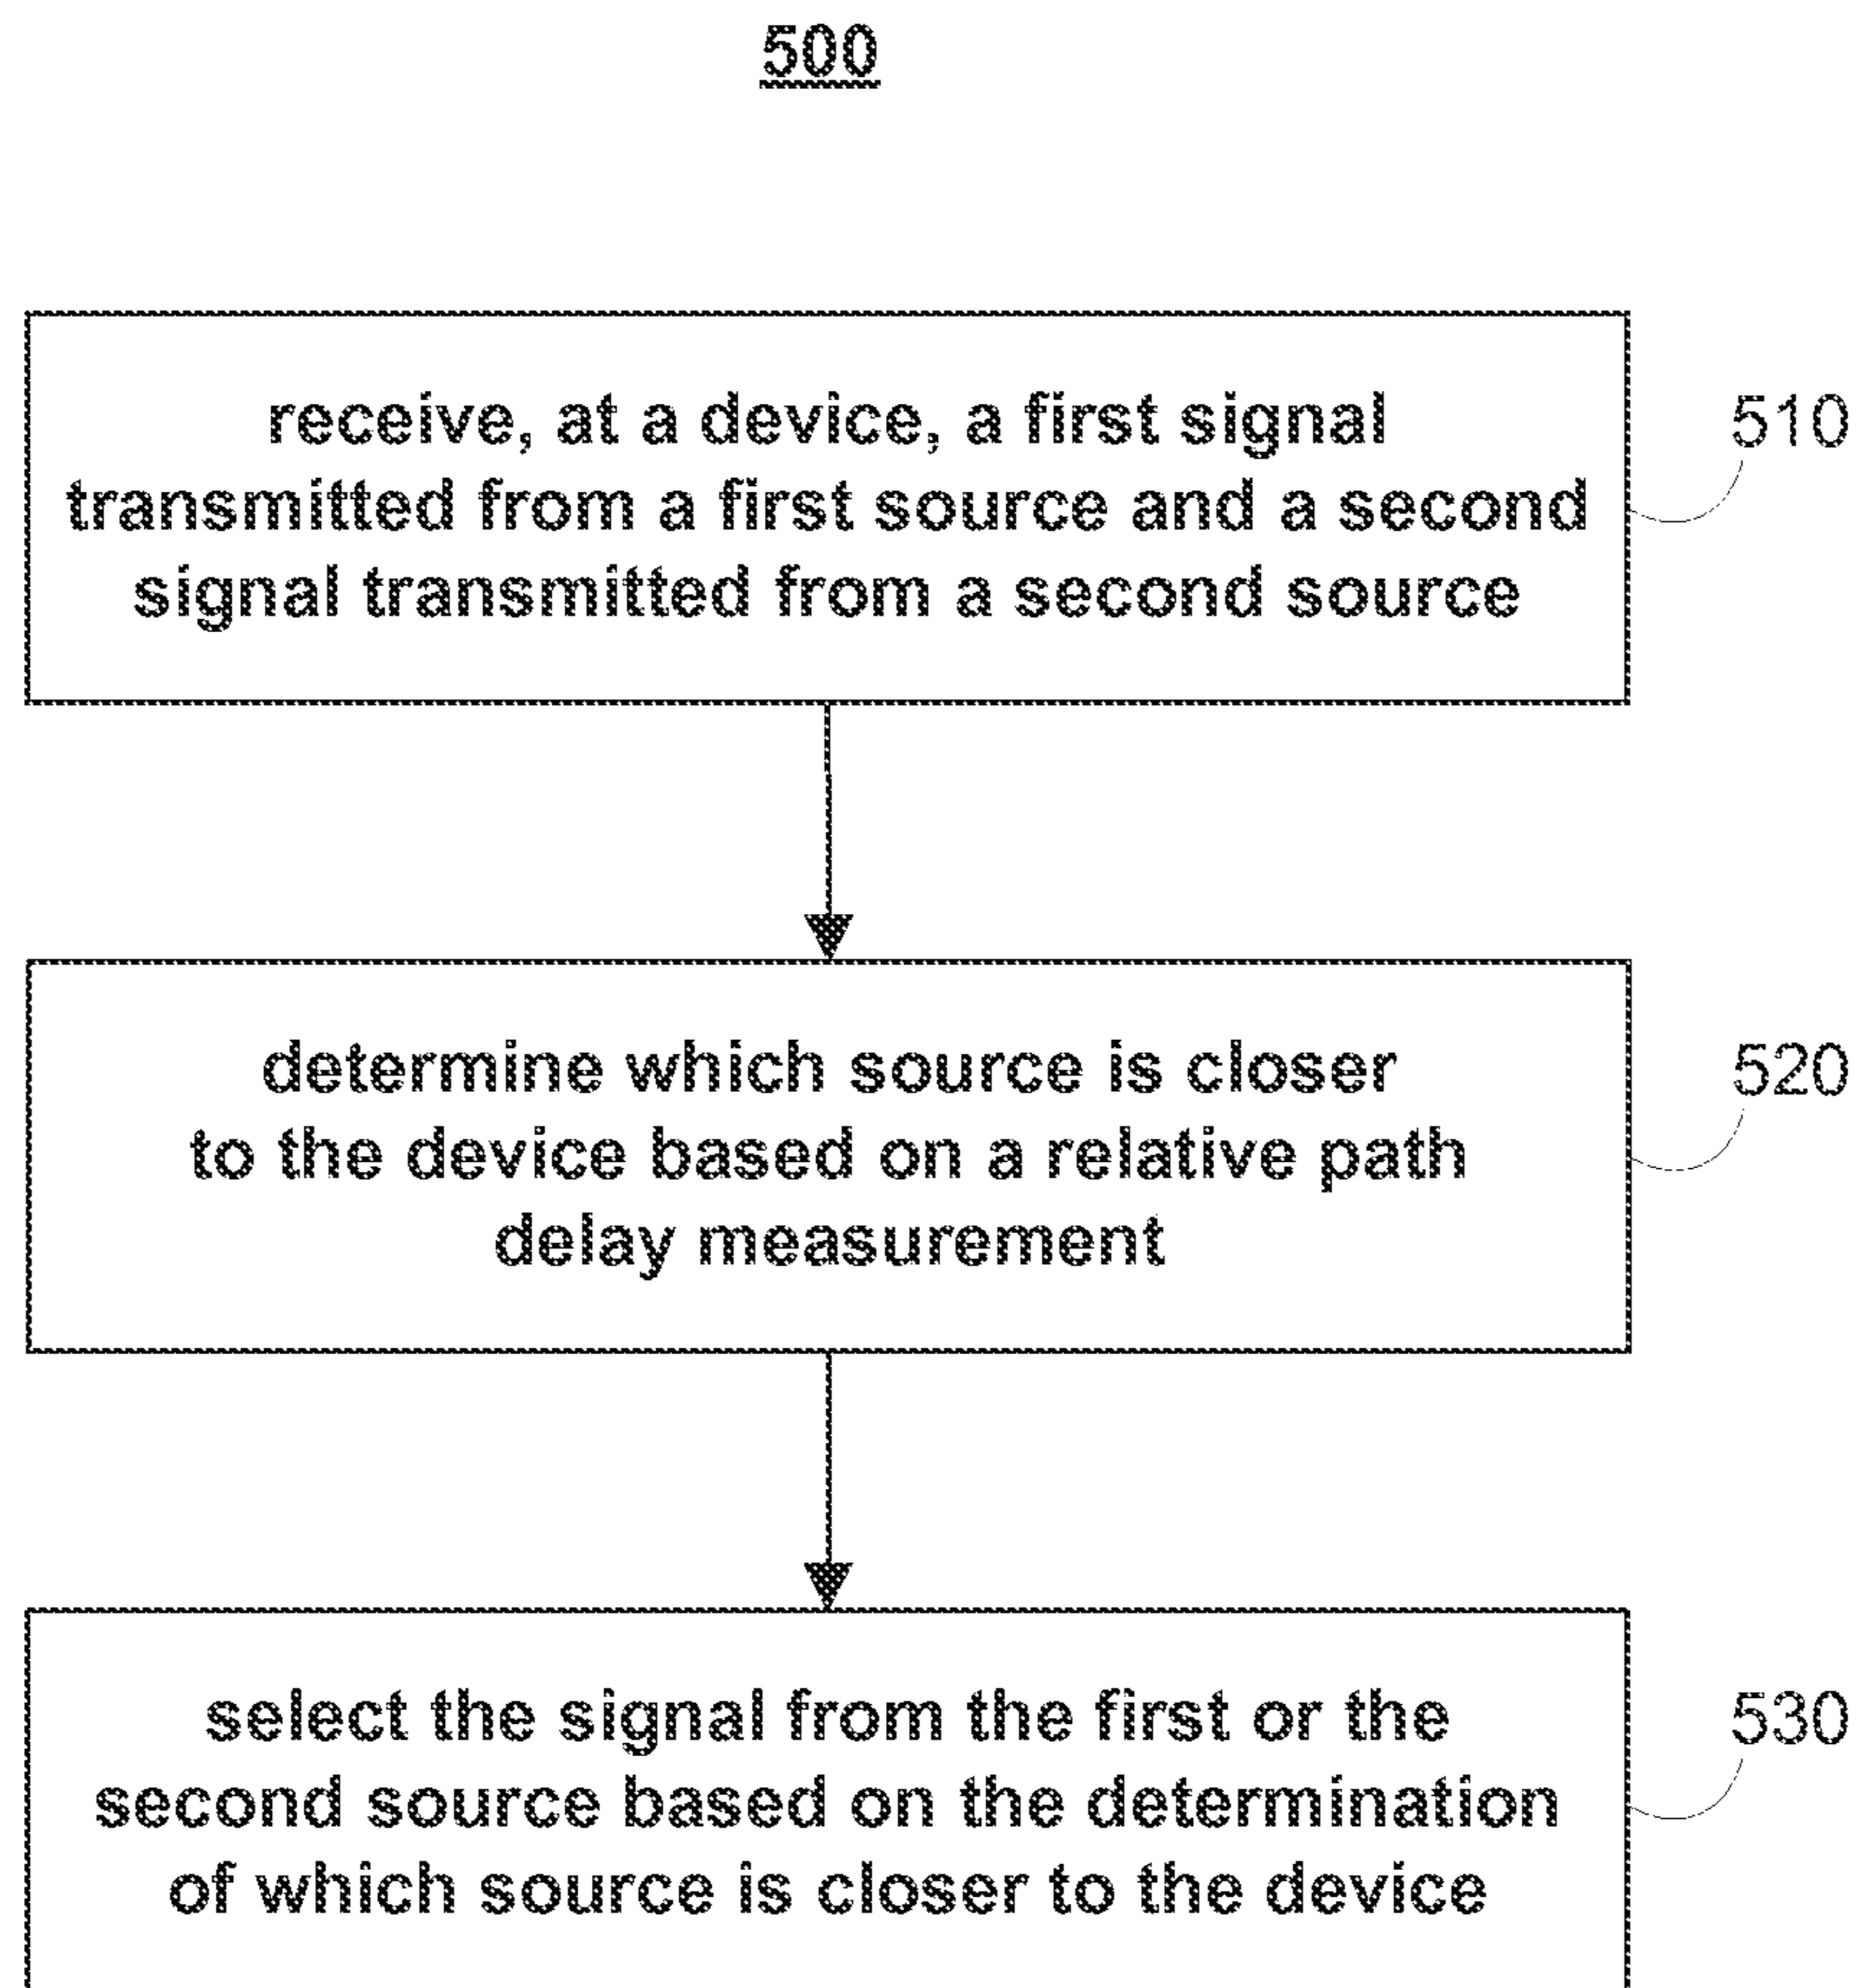 500
receive, at a device, a first signal
transmitted from a first source and a second
signal transmitted from a second source
510
determine which source is closer
to the device based on a relative path
delay measurement
520
select the signal from the first or the
second source based on the determination
of which source is closer to the device
530